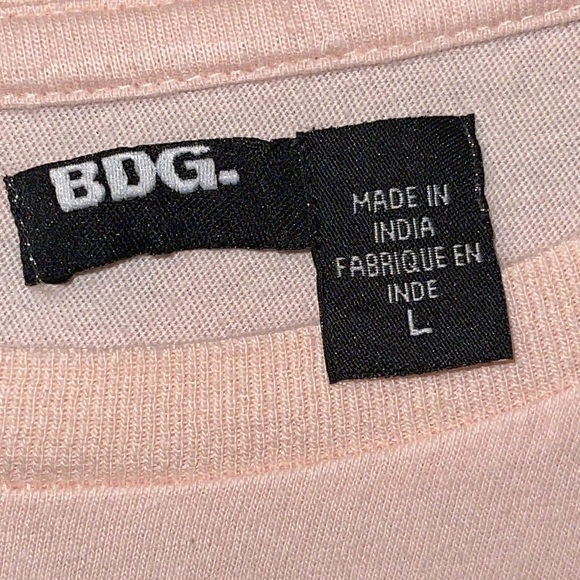 BDG.
MADE IN
INDIA
FABRIQUE EN
INDE
L